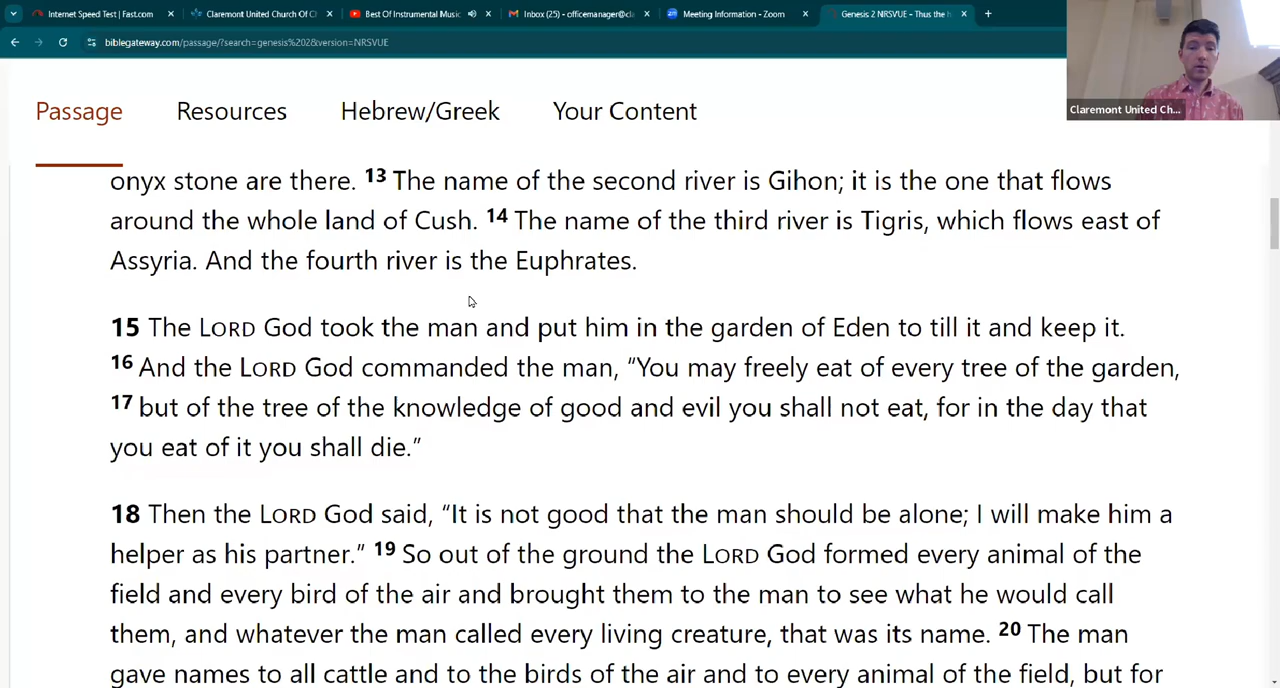 Internet Speed Test | Fast.com
Claremont United Church Of Cl
Best Of Instrumental Music
Inbox (25) - officemanager@cla
Meeting Information - Zoom
Genesis 2 NRSVUE - Thus the h
biblegateway.com/passage/?search=genesis%202&version=NRSVUE
Claremont United Ch...
Passage Resources Hebrew/Greek Your Content
onyx stone are there. 13 The name of the second river is Gihon; it is the one that flows
around the whole land of Cush. 14 The name of the third river is Tigris, which flows east of
Assyria. And the fourth river is the Euphrates.
15 The LORD God took the man and put him in the garden of Eden to till it and keep it.
16 And the LORD God commanded the man, “You may freely eat of every tree of the garden,
17 but of the tree of the knowledge of good and evil you shall not eat, for in the day that
you eat of it you shall die.”
18 Then the LORD God said, “It is not good that the man should be alone; I will make him a
helper as his partner.” 19 So out of the ground the LORD God formed every animal of the
field and every bird of the air and brought them to the man to see what he would call
them, and whatever the man called every living creature, that was its name. 20 The man
gave names to all cattle and to the birds of the air and to every animal of the field, but for